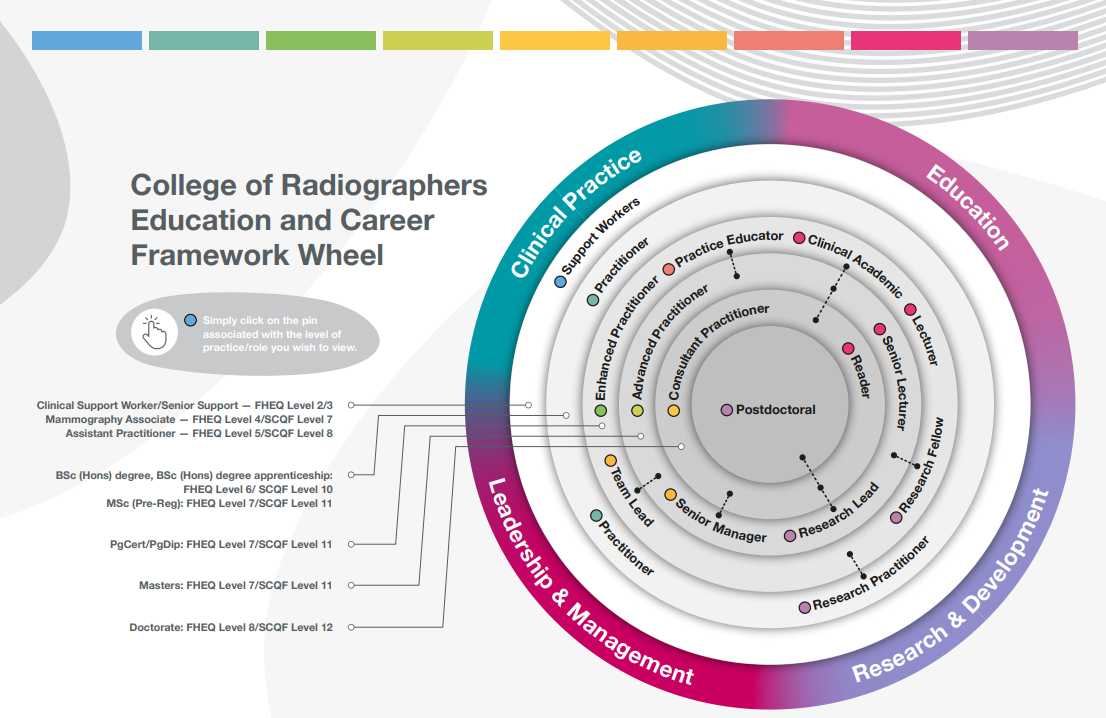 College of Radiographers
Education and Career
Framework Wheel
Simply click on the pin
associated with the level of
practice/role you wish to view.
Clinical Support Worker/Senior Support — FHEQ Level 2/3
Mammography Associate — FHEQ Level 4/SCQF Level 7
Assistant Practitioner — FHEQ Level 5/SCQF Level 8
BSc (Hons) degree, BSc (Hons) degree apprenticeship:
FHEQ Level 6/ SCQF Level 10
MSc (Pre-Reg): FHEQ Level 7/SCQF Level 11
PgCert/PgDip: FHEQ Level 7/SCQF Level 11
Masters: FHEQ Level 7/SCQF Level 11
Doctorate: FHEQ Level 8/SCQF Level 12
Clinical Practice
Education
Leadership & Management
Research & Development
Support Workers
Practitioner
Enhanced Practitioner
Practice Educator
Clinical Academic
Lecturer
Advanced Practitioner
Senior Lecturer
Consultant Practitioner
Reader
Postdoctoral
Team Lead
Senior Manager
Research Lead
Research Fellow
Practitioner
Research Practitioner